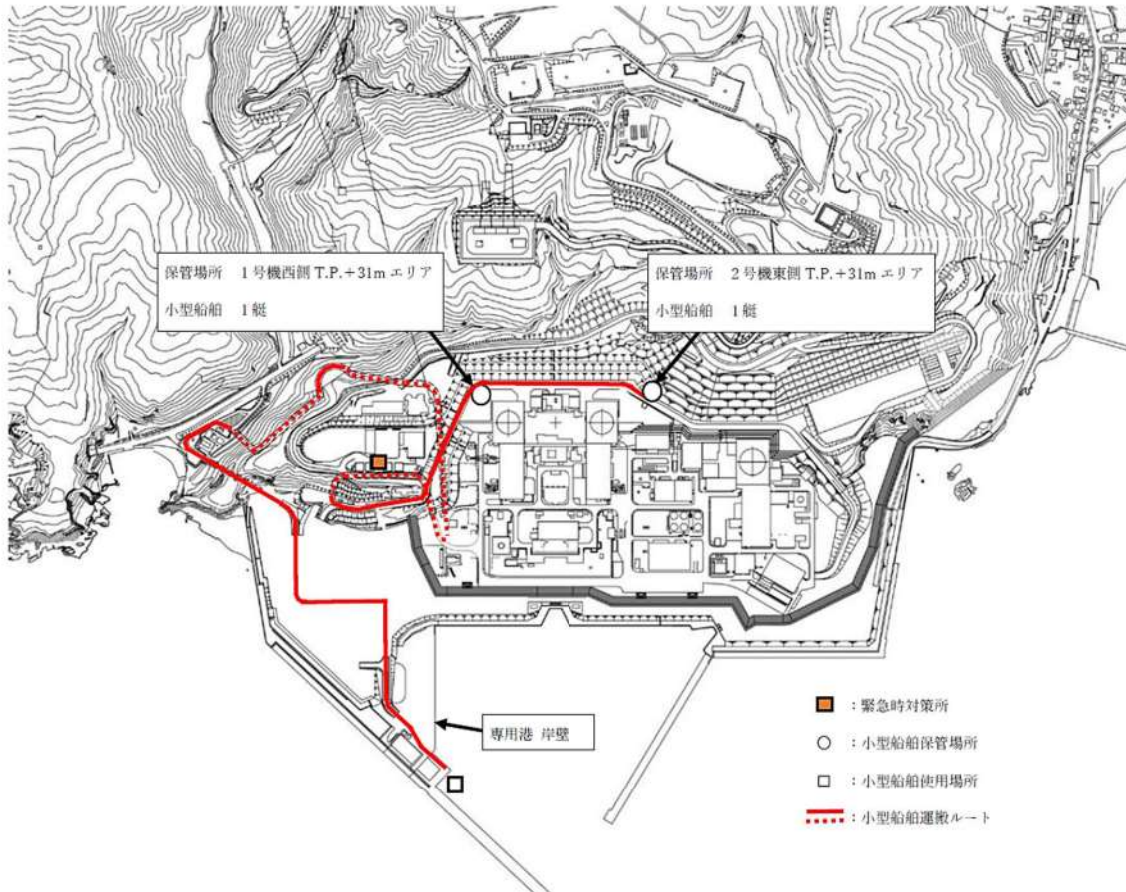 保管場所 1号機西側 T.P.+31m エリア
小型船舶 1艇
保管場所 2号機東側 T.P.+31m エリア
小型船舶 1艇
専用港 岸壁
：緊急時対策所
：小型船舶保管場所
：小型船舶使用場所
：小型船舶運搬ルート